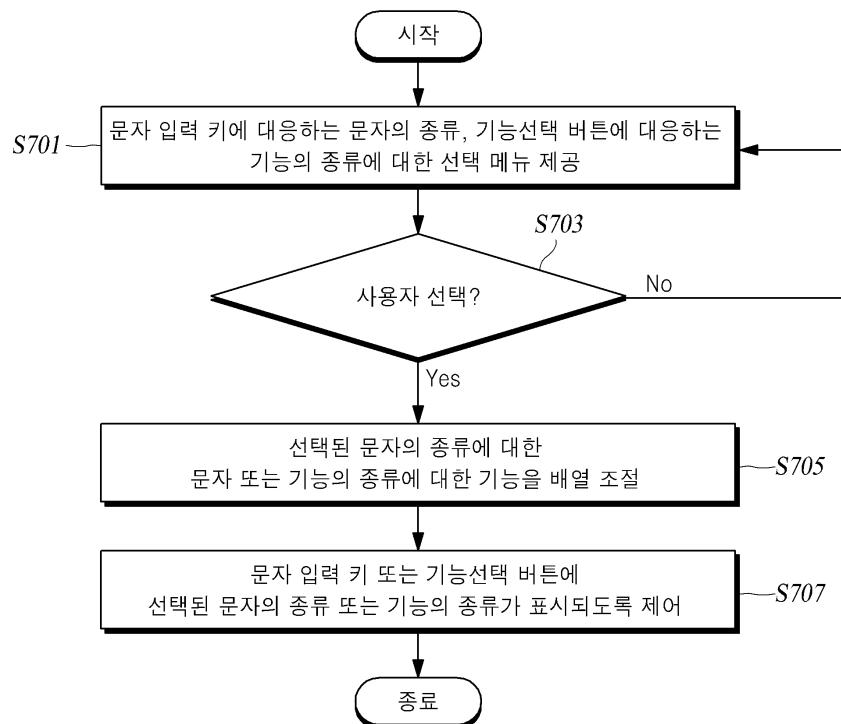 시작
S701
문자 입력 키에 대응하는 문자의 종류, 기능선택 버튼에 대응하는
기능의 종류에 대한 선택 메뉴 제공
S703
사용자 선택?
No
Yes
선택된 문자의 종류에 대한
문자 또는 기능의 종류에 대한 기능을 배열 조절
S705
문자 입력 키 또는 기능선택 버튼에
선택된 문자의 종류 또는 기능의 종류가 표시되도록 제어
S707
종료